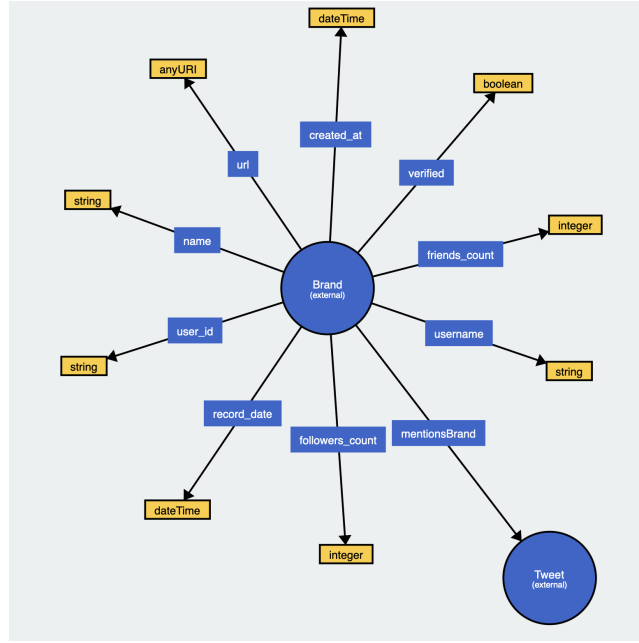 dateTime
anyURI
boolean
created_at
url
verified
string
name
integer
friends_count
Brand
(external)
user_id
username
string
string
record_date
mentionsBrand
followers_count
dateTime
integer
Tweet
(external)